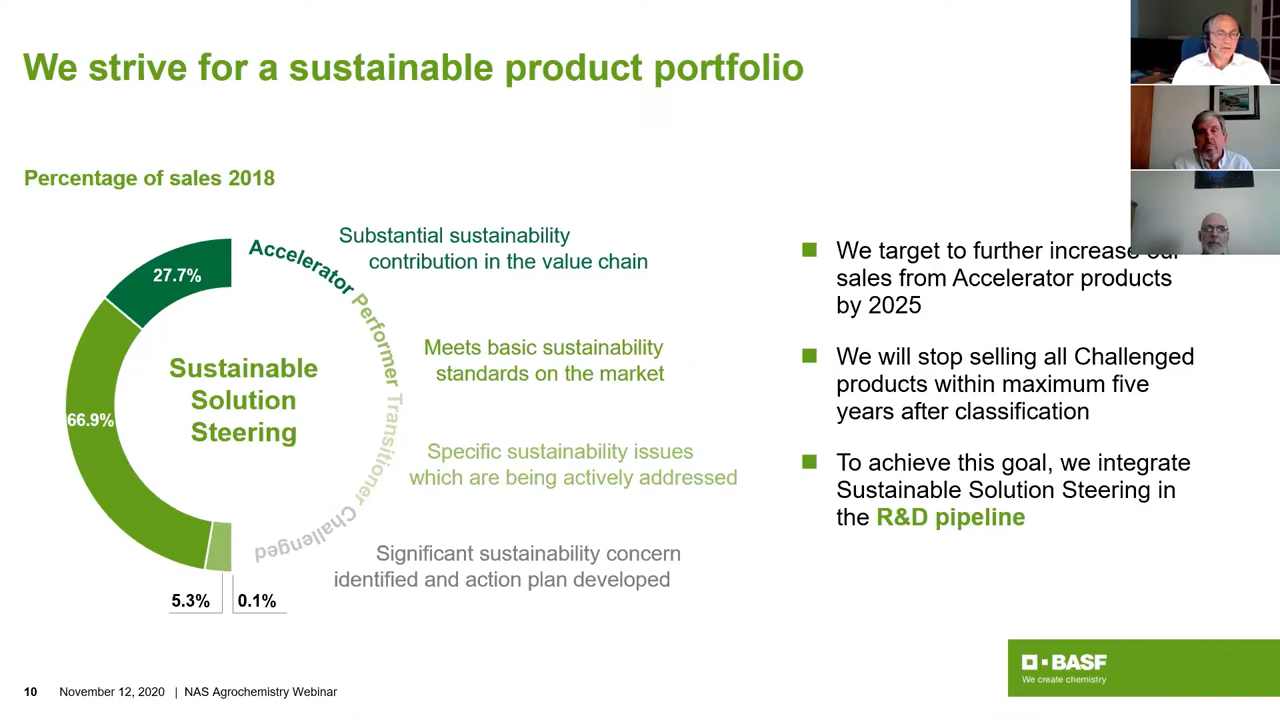 We strive for a sustainable product portfolio
Percentage of sales 2018
27.7%
66.9%
5.3%
0.1%
Sustainable
Solution
Steering
Accelerator
Performer
Transitioner
Challenged
Substantial sustainability
contribution in the value chain
Meets basic sustainability
standards on the market
Specific sustainability issues
which are being actively addressed
Significant sustainability concern
identified and action plan developed
We target to further increase our
sales from Accelerator products
by 2025
We will stop selling all Challenged
products within maximum five
years after classification
To achieve this goal, we integrate
Sustainable Solution Steering in
the R&D pipeline
10 November 12, 2020 | NAS Agrochemistry Webinar
BASF
We create chemistry